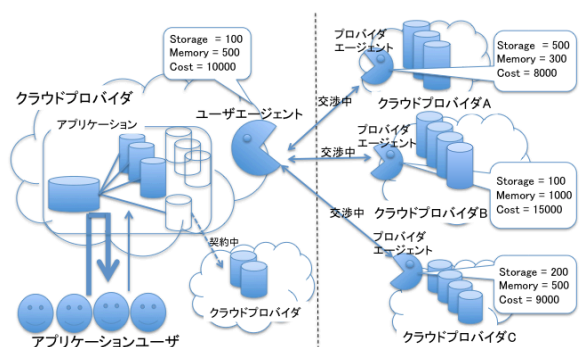 Storage = 100
Memory = 500
Cost = 10000
クラウドプロバイダ
アプリケーション
ユーザエージェント
契約中
クラウドプロバイダ
アプリケーションユーザ
プロバイダ
エージェント
Storage = 500
Memory = 300
Cost = 8000
交渉中
クラウドプロバイダA
プロバイダ
エージェント
交渉中
Storage = 100
Memory = 1000
Cost = 15000
クラウドプロバイダB
交渉中
プロバイダ
エージェント
Storage = 200
Memory = 500
Cost = 9000
クラウドプロバイダC